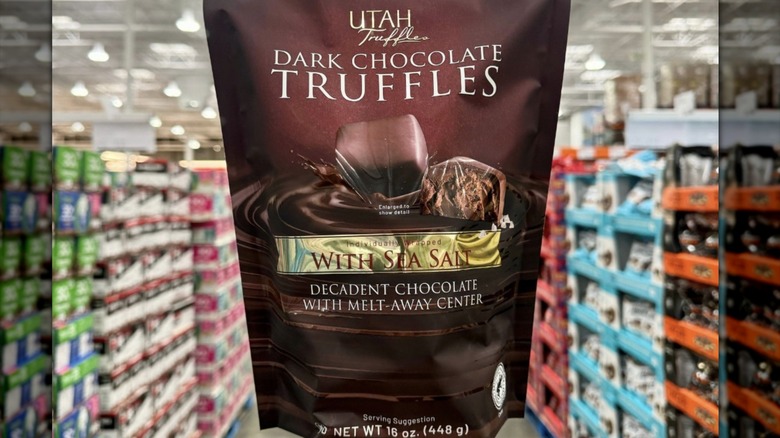 UTAH
Truffles
DARK CHOCOLATE
TRUFFLES
Enlarged to
show detail
Individually Wrapped
WITH SEA SALT
DECADENT CHOCOLATE
WITH MELT-AWAY CENTER
Serving Suggestion
NET WT 16 oz. (448 g)